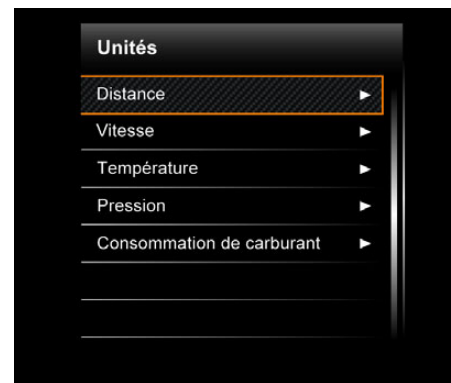 Unités
Distance
Vitesse
Température
Pression
Consommation de carburant